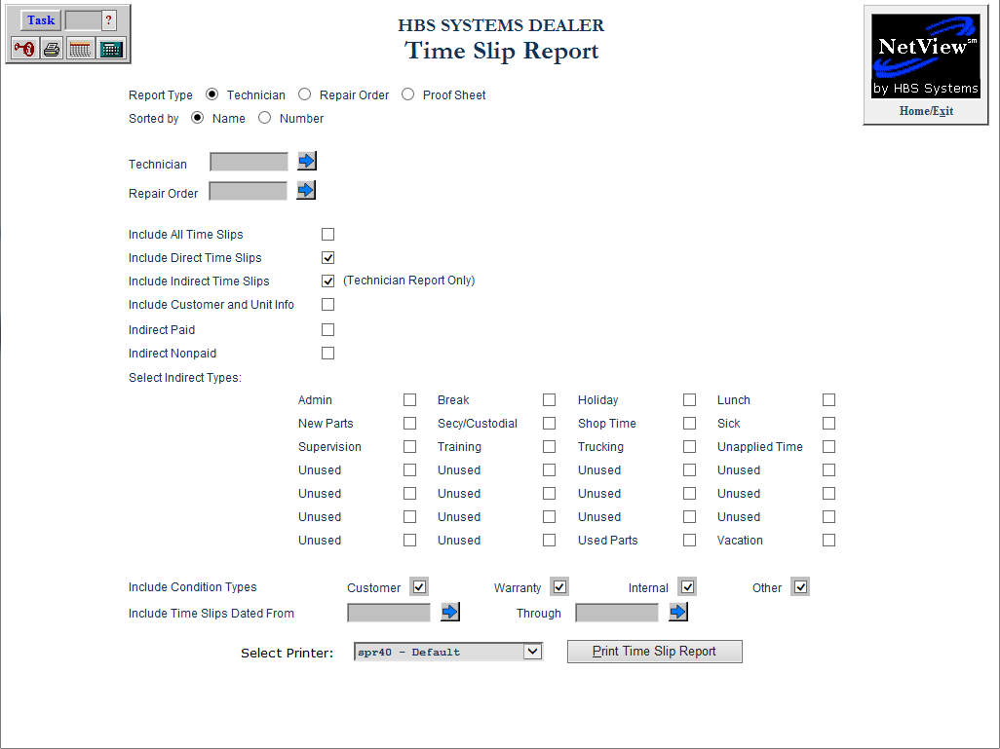 Task ?
HBS SYSTEMS DEALER
Time Slip Report
NetView℠
by HBS Systems
Home/Exit
Report Type Technician Repair Order Proof Sheet
Sorted by Name Number
Technician
Repair Order
Include All Time Slips
Include Direct Time Slips
Include Indirect Time Slips (Technician Report Only)
Include Customer and Unit Info
Indirect Paid
Indirect Nonpaid
Select Indirect Types:
Admin Break Holiday Lunch
New Parts Secy/Custodial Shop Time Sick
Supervision Training Trucking Unapplied Time
Unused Unused Unused Unused
Unused Unused Unused Unused
Unused Unused Unused Unused
Unused Unused Used Parts Vacation
Include Condition Types Customer Warranty Internal Other
Include Time Slips Dated From Through
Select Printer: spr40 - Default Print Time Slip Report